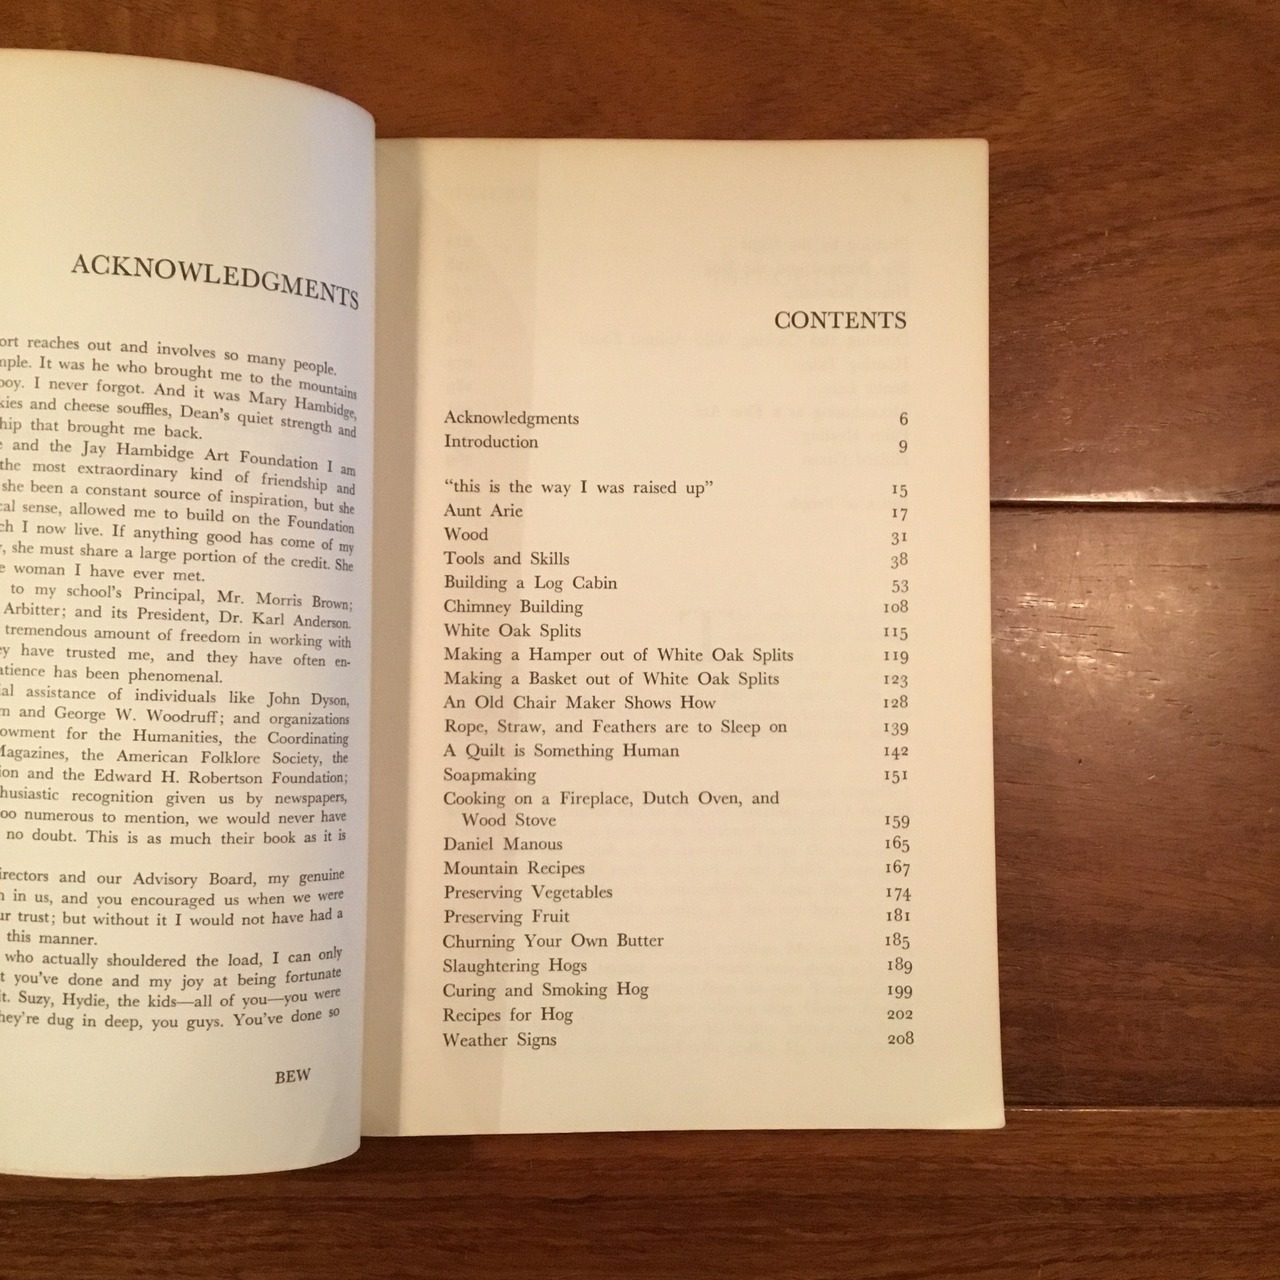 ACKNOWLEDGMENTS
ort reaches out and involves so many people.
mple. It was he who brought me to the mountains
boy. I never forgot. And it was Mary Hambidge,
kies and cheese souffles, Dean's quiet strength and
hip that brought me back.
e and the Jay Hambidge Art Foundation I am
the most extraordinary kind of friendship and
she been a constant source of inspiration, but she
cal sense, allowed me to build on the Foundation
ch I now live. If anything good has come of my
, she must share a large portion of the credit. She
e woman I have ever met.
to my school's Principal, Mr. Morris Brown;
Arbitter; and its President, Dr. Karl Anderson.
tremendous amount of freedom in working with
ey have trusted me, and they have often en-
atience has been phenomenal.
ial assistance of individuals like John Dyson,
n and George W. Woodruff; and organizations
owment for the Humanities, the Coordinating
Magazines, the American Folklore Society, the
ion and the Edward H. Robertson Foundation;
husiastic recognition given us by newspapers,
oo numerous to mention, we would never have
no doubt. This is as much their book as it is
irectors and our Advisory Board, my genuine
n in us, and you encouraged us when we were
ur trust; but without it I would not have had a
this manner.
who actually shouldered the load, I can only
t you've done and my joy at being fortunate
it. Suzy, Hydie, the kids—all of you—you were
hey're dug in deep, you guys. You've done so
BEW
CONTENTS
Acknowledgments 6
Introduction 9
"this is the way I was raised up" 15
Aunt Arie 17
Wood 31
Tools and Skills 38
Building a Log Cabin 53
Chimney Building 108
White Oak Splits 115
Making a Hamper out of White Oak Splits 119
Making a Basket out of White Oak Splits 123
An Old Chair Maker Shows How 128
Rope, Straw, and Feathers are to Sleep on 139
A Quilt is Something Human 142
Soapmaking 151
Cooking on a Fireplace, Dutch Oven, and
Wood Stove 159
Daniel Manous 165
Mountain Recipes 167
Preserving Vegetables 174
Preserving Fruit 181
Churning Your Own Butter 185
Slaughtering Hogs 189
Curing and Smoking Hog 199
Recipes for Hog 202
Weather Signs 208